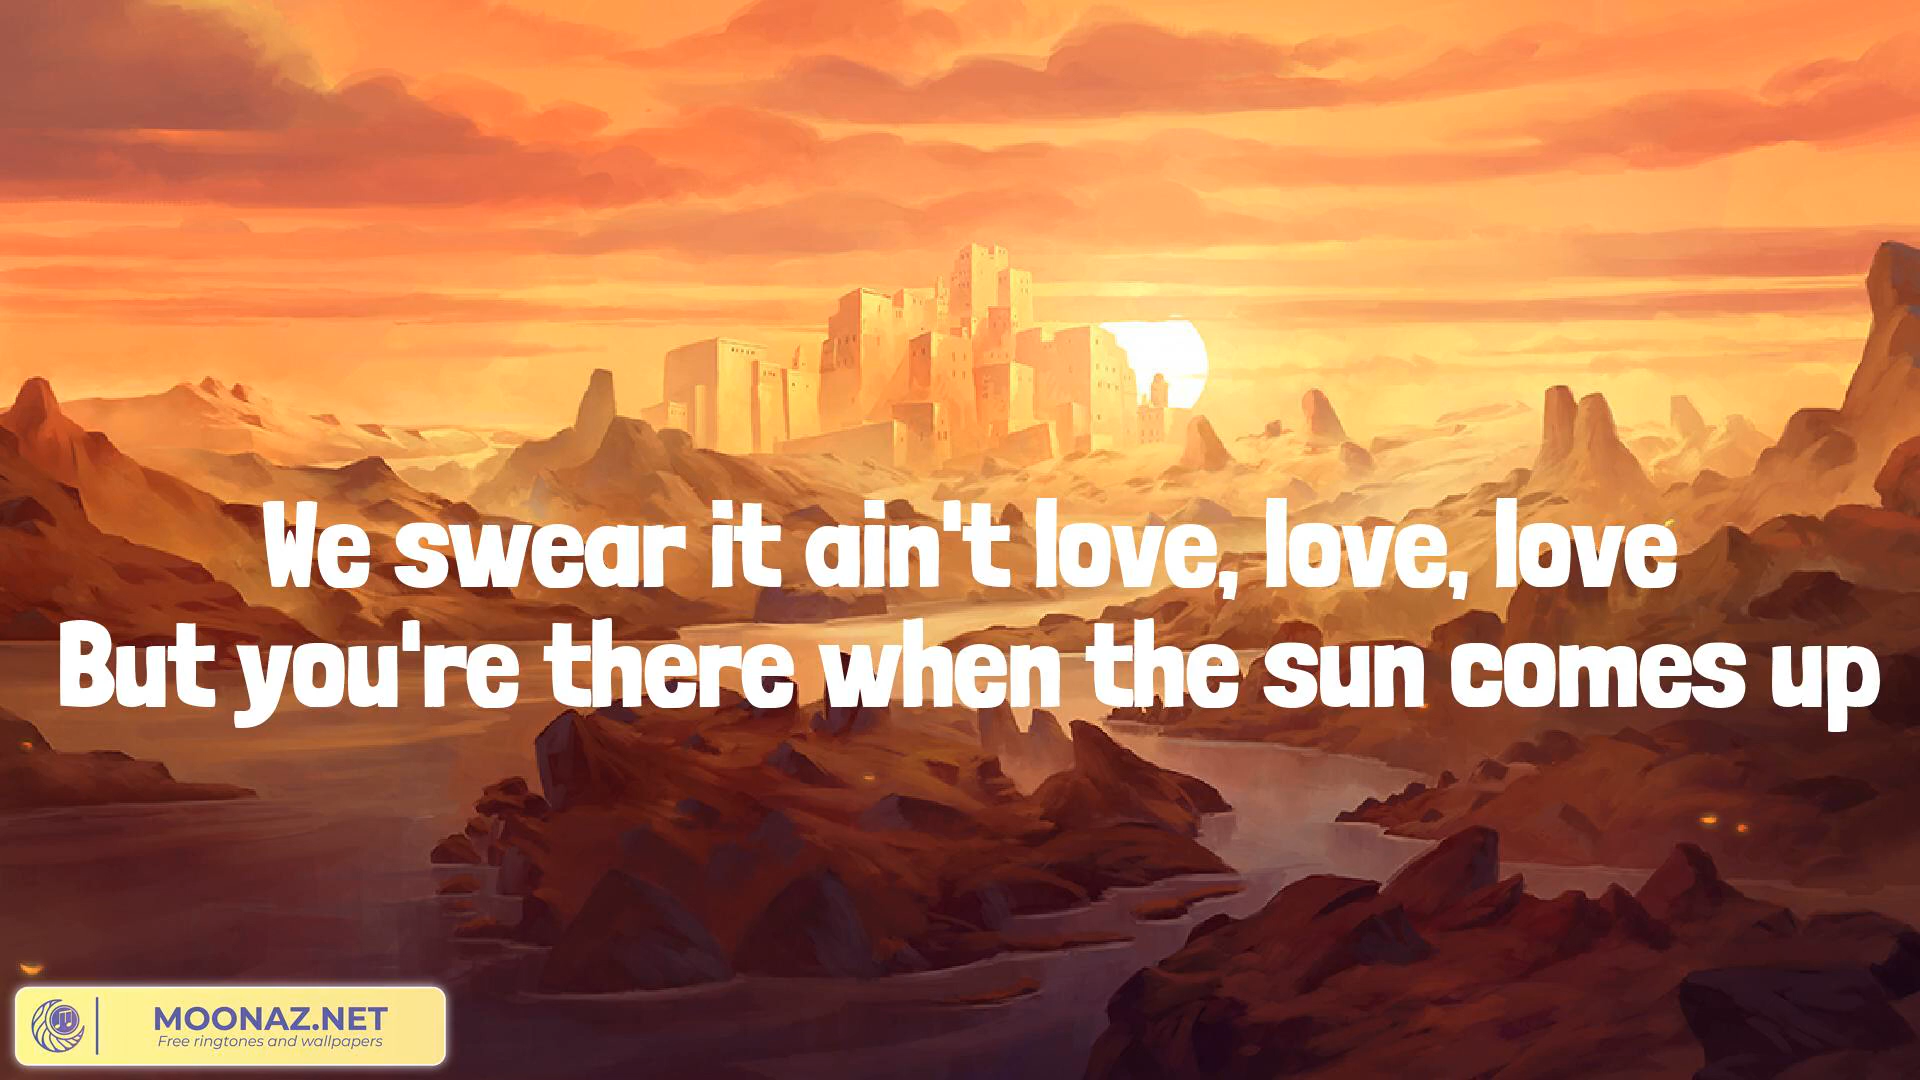 We swear it ain't love, love, love
But you're there when the sun comes up
MOONAZ.NET
Free ringtones and wallpapers